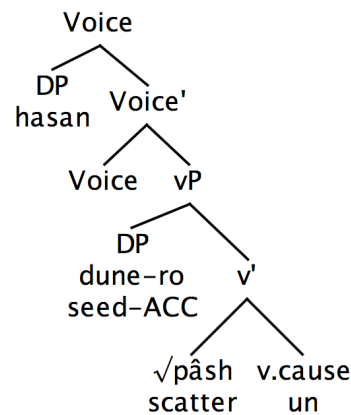 Voice
DP
hasan
Voice'
Voice vP
DP
dune-ro
seed-ACC
v'
√pâsh v.cause
scatter un